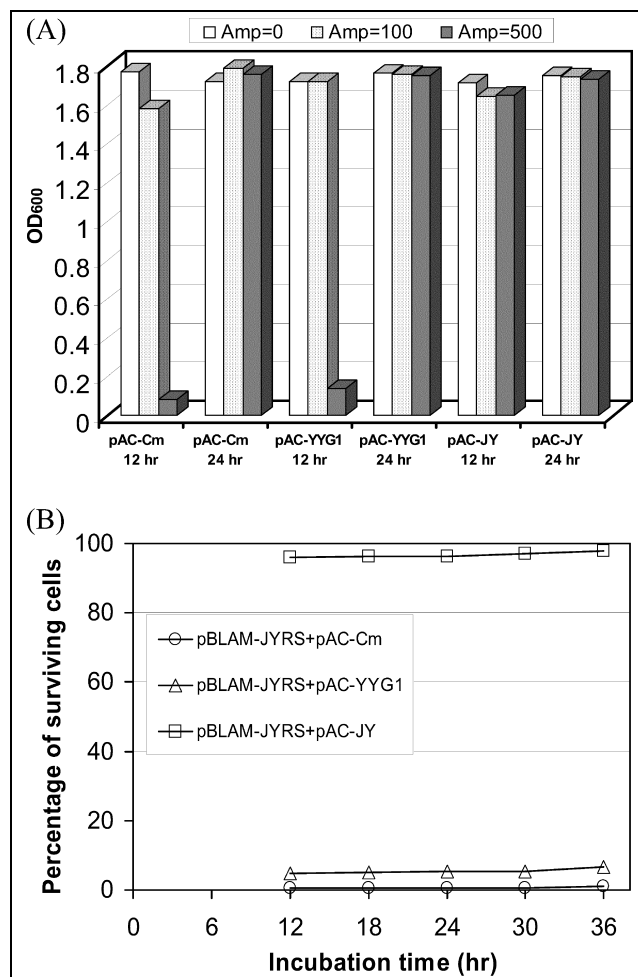 (A)
Amp=0 Amp=100 Amp=500
OD600
1.8
1.6
1.4
1.2
1
0.8
0.6
0.4
0.2
0
pAC-Cm pAC-Cm pAC-YYG1 pAC-YYG1 pAC-JY pAC-JY
12 hr 24 hr 12 hr 24 hr 12 hr 24 hr
(B)
Percentage of surviving cells
100
80
60
40
20
0
pBLAM-JYRS+pAC-Cm
pBLAM-JYRS+pAC-YYG1
pBLAM-JYRS+pAC-JY
0 6 12 18 24 30 36
Incubation time (hr)